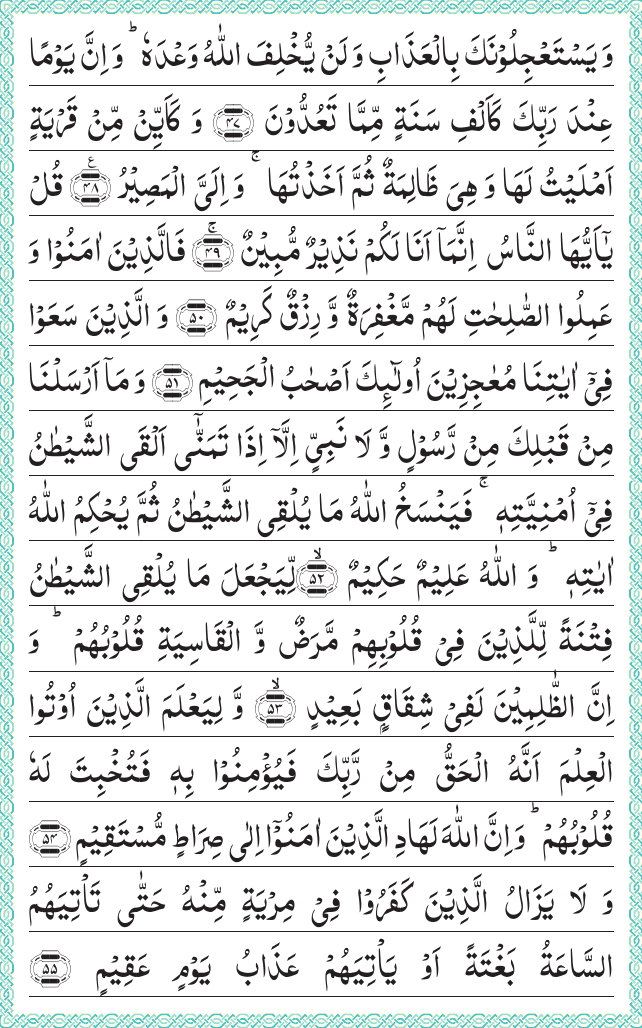 وَیَسْتَعْجِلُوْنَكَ بِالْعَذَابِ وَلَنْ یُّخْلِفَ اللّٰهُ وَعْدَهٗ ؕ وَاِنَّ یَوْمًا
عِنْدَ رَبِّكَ كَاَلْفِ سَنَةٍ مِّمَّا تَعُدُّوْنَ ۝۴۷ وَ كَاَیِّنْ مِّنْ قَرْیَةٍ
اَمْلَیْتُ لَهَا وَ هِیَ ظَالِمَةٌ ثُمَّ اَخَذْتُهَا ۚ وَ اِلَیَّ الْمَصِیْرُ ۝۴۸ ع قُلْ
یٰۤاَیُّهَا النَّاسُ اِنَّمَاۤ اَنَا لَكُمْ نَذِیْرٌ مُّبِیْنٌ ۝۴۹ ۚ فَالَّذِیْنَ اٰمَنُوْا وَ
عَمِلُوا الصّٰلِحٰتِ لَهُمْ مَّغْفِرَةٌ وَّ رِزْقٌ كَرِیْمٌ ۝۵۰ وَ الَّذِیْنَ سَعَوْا
فِیْۤ اٰیٰتِنَا مُعٰجِزِیْنَ اُولٰٓىِٕكَ اَصْحٰبُ الْجَحِیْمِ ۝۵۱ وَ مَاۤ اَرْسَلْنَا
مِنْ قَبْلِكَ مِنْ رَّسُوْلٍ وَّ لَا نَبِیٍّ اِلَّاۤ اِذَا تَمَنّٰۤی اَلْقَی الشَّیْطٰنُ
فِیْۤ اُمْنِیَّتِهٖ ۚ فَیَنْسَخُ اللّٰهُ مَا یُلْقِی الشَّیْطٰنُ ثُمَّ یُحْكِمُ اللّٰهُ
اٰیٰتِهٖ ؕ وَ اللّٰهُ عَلِیْمٌ حَكِیْمٌ ۝۵۲ ۙ لِّیَجْعَلَ مَا یُلْقِی الشَّیْطٰنُ
فِتْنَةً لِّلَّذِیْنَ فِیْ قُلُوْبِهِمْ مَّرَضٌ وَّ الْقَاسِیَةِ قُلُوْبُهُمْ ؕ وَ
اِنَّ الظّٰلِمِیْنَ لَفِیْ شِقَاقٍۭ بَعِیْدٍ ۝۵۳ ۙ وَّ لِیَعْلَمَ الَّذِیْنَ اُوْتُوا
الْعِلْمَ اَنَّهُ الْحَقُّ مِنْ رَّبِّكَ فَیُؤْمِنُوْا بِهٖ فَتُخْبِتَ لَهٗ
قُلُوْبُهُمْ ؕ وَاِنَّ اللّٰهَ لَهَادِ الَّذِیْنَ اٰمَنُوْۤا اِلٰی صِرَاطٍ مُّسْتَقِیْمٍ ۝۵۴
وَ لَا یَزَالُ الَّذِیْنَ كَفَرُوْا فِیْ مِرْیَةٍ مِّنْهُ حَتّٰی تَاْتِیَهُمُ
السَّاعَةُ بَغْتَةً اَوْ یَاْتِیَهُمْ عَذَابُ یَوْمٍ عَقِیْمٍ ۝۵۵